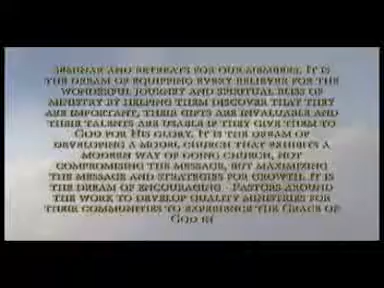 SEMINAR AND RETREATS FOR OUR MEMBERS. IT IS
THE DREAM OF EQUIPPING EVERY BELIEVER FOR THE
WONDERFUL JOURNEY AND SPIRITUAL BLISS OF
MINISTRY BY HELPING THEM DISCOVER THAT THEY
ARE IMPORTANT, THEIR GIFTS ARE INVALUABLE AND
THEIR TALENTS ARE USABLE IF THEY GIVE THEM TO
GOD FOR HIS GLORY. IT IS THE DREAM OF
DEVELOPING A MODEL CHURCH THAT EXHIBITS A
MODERN WAY OF DOING CHURCH, NOT
COMPROMISING THE MESSAGE, BUT MAXIMIZING
THE MESSAGE AND STRATEGIES FOR GROWTH. IT IS
THE DREAM OF ENCOURAGING - PASTORS AROUND
THE WORK TO DEVELOP QUALITY MINISTRIES FOR
THEIR COMMUNITIES TO EXPERIENCE THE GRACE OF
GOD IN